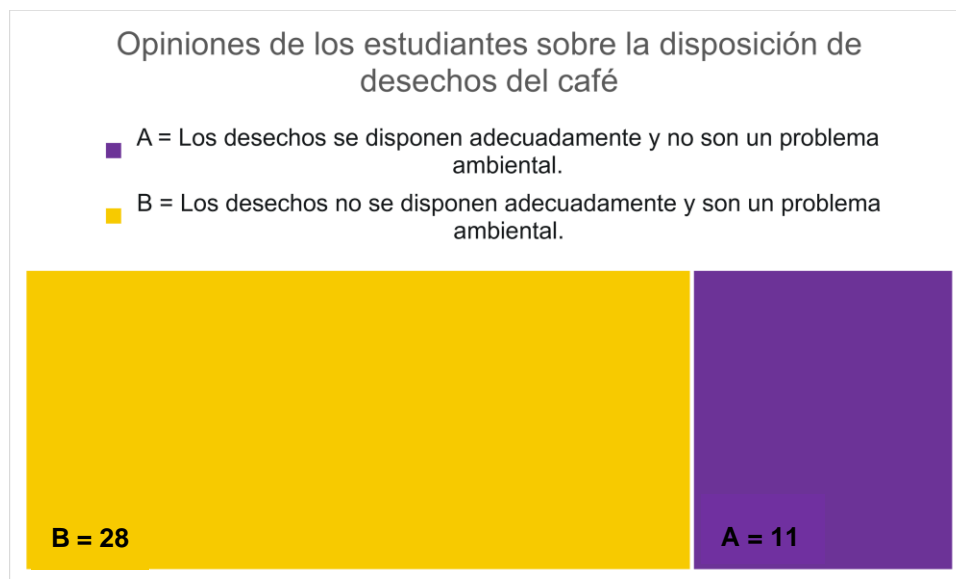 Opiniones de los estudiantes sobre la disposición de
desechos del café
A = Los desechos se disponen adecuadamente y no son un problema
ambiental.
B = Los desechos no se disponen adecuadamente y son un problema
ambiental.
B = 28
A = 11